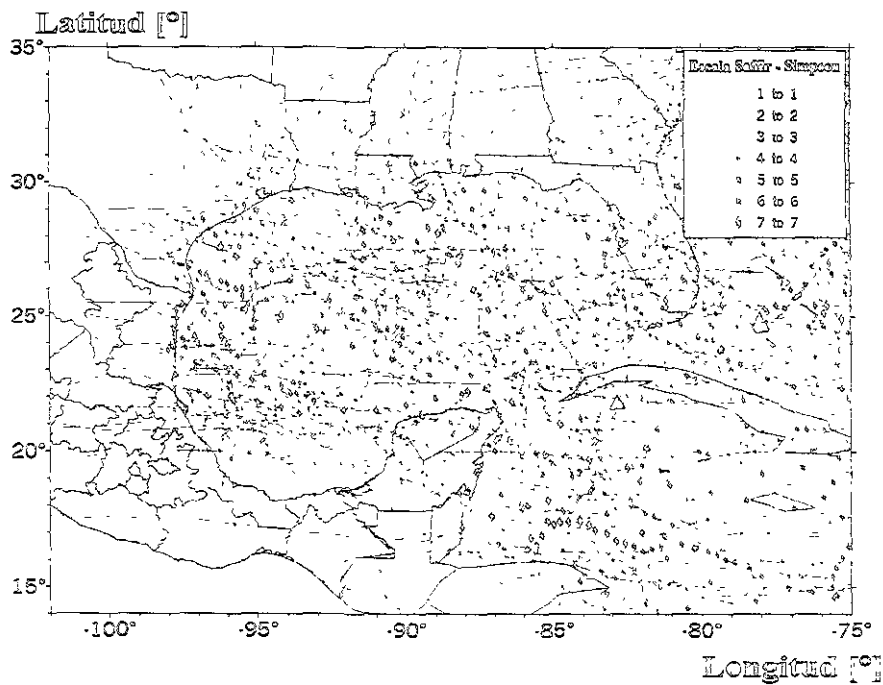 Latitud [°]
35°
30°
25°
20°
15°
Escala Saffir - Simpson
1 to 1
2 to 2
3 to 3
4 to 4
5 to 5
6 to 6
7 to 7
-100°
-95°
-90°
-85°
-80°
-75°
Longitud [°]